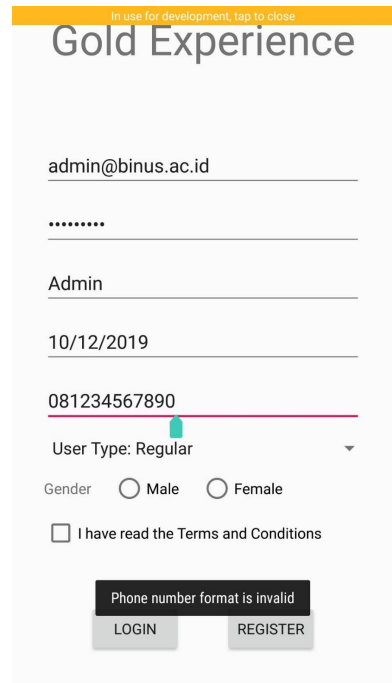 In use for development, tap to close
Gold Experience
admin@binus.ac.id
•••••••••
Admin
10/12/2019
081234567890
User Type: Regular
Gender Male Female
I have read the Terms and Conditions
Phone number format is invalid
LOGIN REGISTER